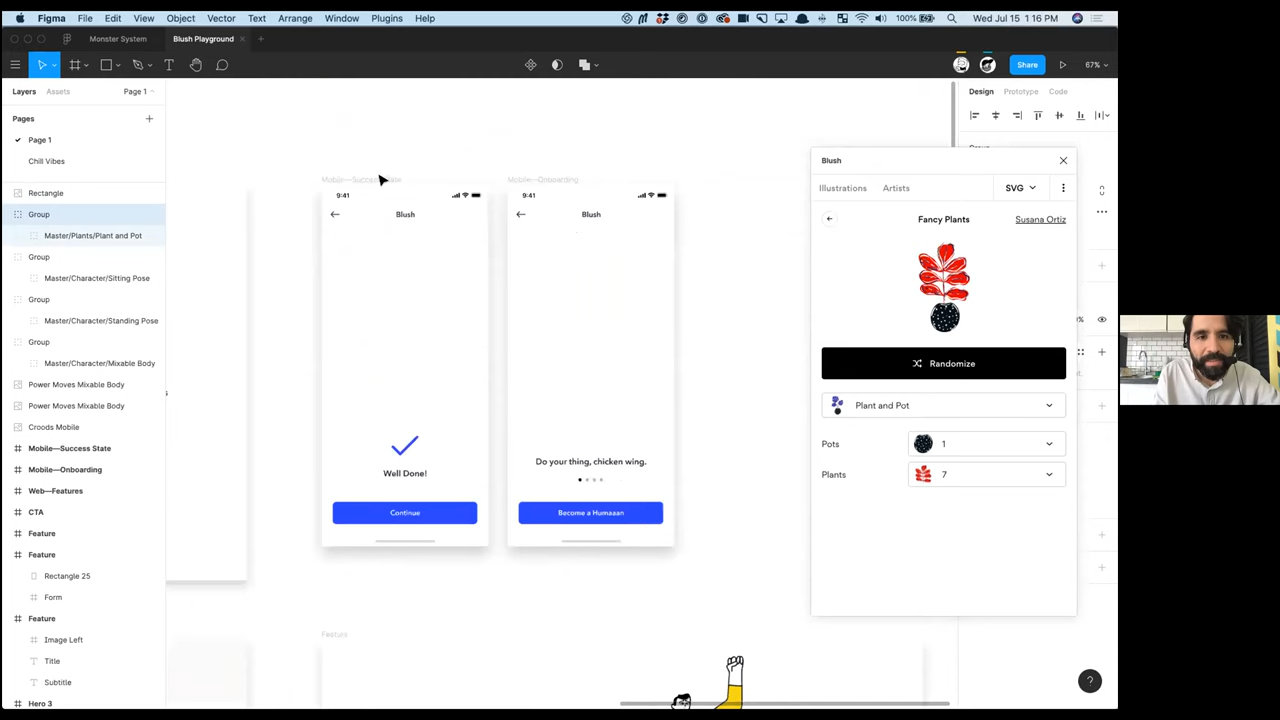 Figma File Edit View Object Vector Text Arrange Window Plugins Help 100% Wed Jul 15 1:16 PM
Monster System Blush Playground
Share 67%
Layers Assets Page 1
Design Prototype Code
Pages
Page 1
Chill Vibes
Rectangle
Group
Master/Plants/Plant and Pot
Group
Master/Character/Sitting Pose
Group
Master/Character/Standing Pose
Group
Master/Character/Mixable Body
Power Moves Mixable Body
Power Moves Mixable Body
Croods Mobile
Mobile—Success State
Mobile—Onboarding
Web—Features
CTA
Feature
Feature
Rectangle 25
Form
Feature
Image Left
Title
Subtitle
Hero 3
Mobile—Success State
9:41
Blush
Well Done!
Continue
Mobile—Onboarding
9:41
Blush
Do your thing, chicken wing.
Become a Humaaan
Feature
Blush
Illustrations Artists SVG
Fancy Plants Susana Ortiz
Randomize
Plant and Pot
Pots 1
Plants 7
?